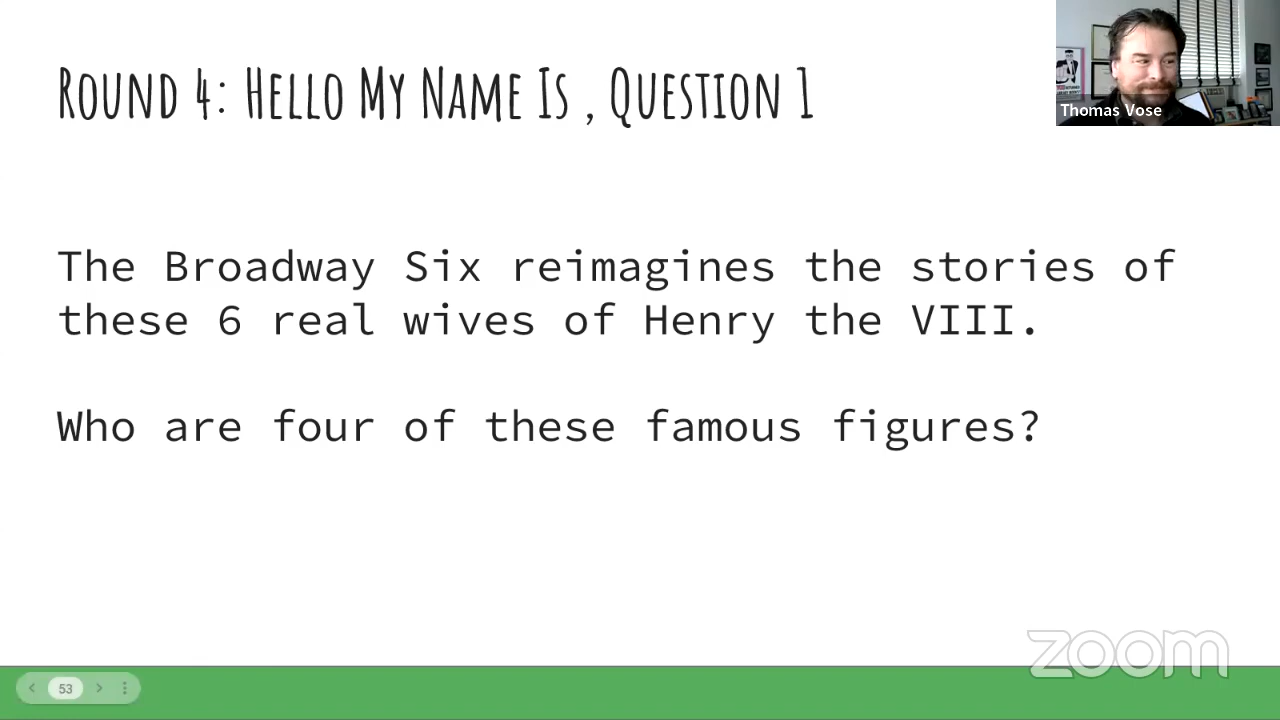 Round 4: Hello My Name Is , Question 1
Thomas Vose
The Broadway Six reimagines the stories of
these 6 real wives of Henry the VIII.
Who are four of these famous figures?
zoom
53